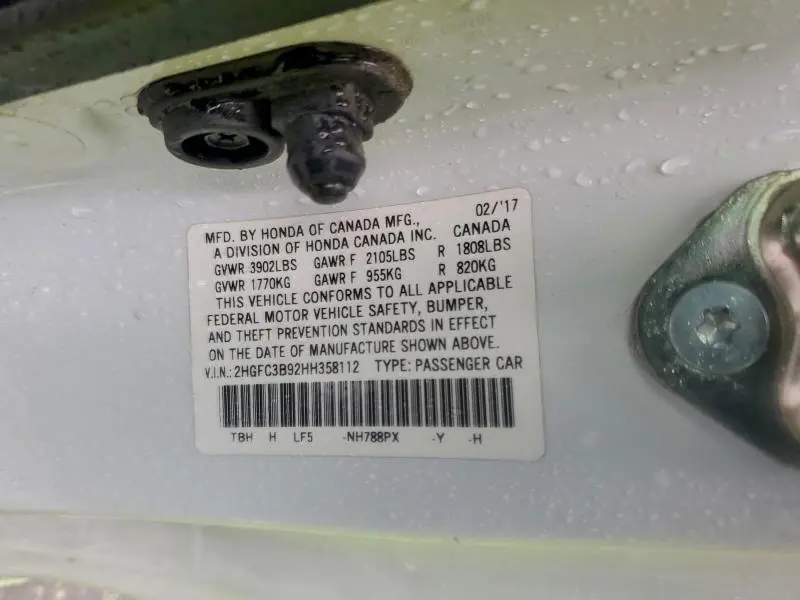 MFD. BY HONDA OF CANADA MFG., 02/'17
A DIVISION OF HONDA CANADA INC. CANADA
GVWR 3902LBS GAWR F 2105LBS R 1808LBS
GVWR 1770KG GAWR F 955KG R 820KG
THIS VEHICLE CONFORMS TO ALL APPLICABLE
FEDERAL MOTOR VEHICLE SAFETY, BUMPER,
AND THEFT PREVENTION STANDARDS IN EFFECT
ON THE DATE OF MANUFACTURE SHOWN ABOVE.
V.I.N.: 2HGFC3B92HH358112 TYPE: PASSENGER CAR
TBH H LF5 -NH788PX -Y -H